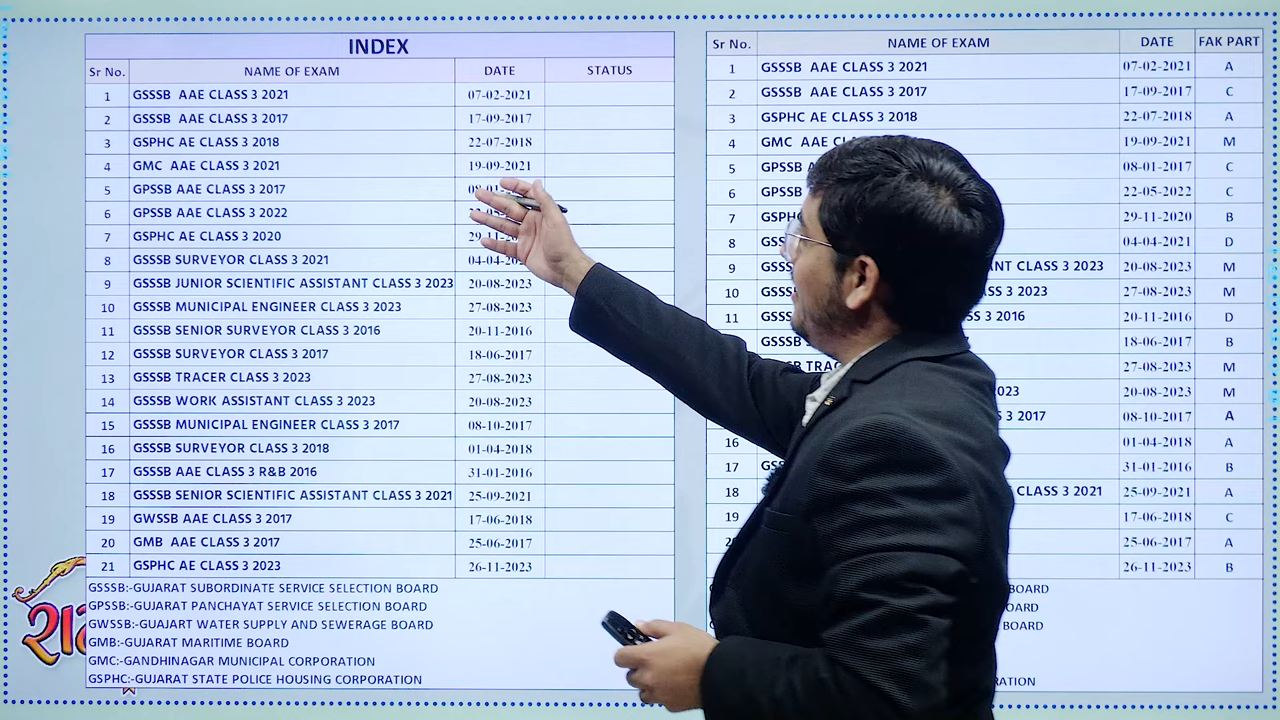 INDEX
Sr No. NAME OF EXAM DATE STATUS
1 GSSSB AAE CLASS 3 2021 07-02-2021
2 GSSSB AAE CLASS 3 2017 17-09-2017
3 GSPHC AE CLASS 3 2018 22-07-2018
4 GMC AAE CLASS 3 2021 19-09-2021
5 GPSSB AAE CLASS 3 2017
6 GPSSB AAE CLASS 3 2022
7 GSPHC AE CLASS 3 2020
8 GSSSB SURVEYOR CLASS 3 2021
9 GSSSB JUNIOR SCIENTIFIC ASSISTANT CLASS 3 2023 20-08-2023
10 GSSSB MUNICIPAL ENGINEER CLASS 3 2023 27-08-2023
11 GSSSB SENIOR SURVEYOR CLASS 3 2016 20-11-2016
12 GSSSB SURVEYOR CLASS 3 2017 18-06-2017
13 GSSSB TRACER CLASS 3 2023 27-08-2023
14 GSSSB WORK ASSISTANT CLASS 3 2023 20-08-2023
15 GSSSB MUNICIPAL ENGINEER CLASS 3 2017 08-10-2017
16 GSSSB SURVEYOR CLASS 3 2018 01-04-2018
17 GSSSB AAE CLASS 3 R&B 2016 31-01-2016
18 GSSSB SENIOR SCIENTIFIC ASSISTANT CLASS 3 2021 25-09-2021
19 GWSSB AAE CLASS 3 2017 17-06-2018
20 GMB AAE CLASS 3 2017 25-06-2017
21 GSPHC AE CLASS 3 2023 26-11-2023
GSSSB:-GUJARAT SUBORDINATE SERVICE SELECTION BOARD
GPSSB:-GUJARAT PANCHAYAT SERVICE SELECTION BOARD
GWSSB:-GUAJART WATER SUPPLY AND SEWERAGE BOARD
GMB:-GUJARAT MARITIME BOARD
GMC:-GANDHINAGAR MUNICIPAL CORPORATION
GSPHC:-GUJARAT STATE POLICE HOUSING CORPORATION
Sr No. NAME OF EXAM DATE FAK PART
1 GSSSB AAE CLASS 3 2021 07-02-2021 A
2 GSSSB AAE CLASS 3 2017 17-09-2017 C
3 GSPHC AE CLASS 3 2018 22-07-2018 A
4 GMC 19-09-2021 M
5 GPSSB 08-01-2017 C
6 GPSSB 22-05-2022 C
7 29-11-2020 B
8 04-04-2021 D
9 CLASS 3 2023 20-08-2023 M
10 3 2023 27-08-2023 M
11 3 2016 20-11-2016 D
18-06-2017 B
27-08-2023 M
20-08-2023 M
3 2017 08-10-2017 A
16 01-04-2018 A
17 31-01-2016 B
18 CLASS 3 2021 25-09-2021 A
19 17-06-2018 C
25-06-2017 A
26-11-2023 B
BOARD